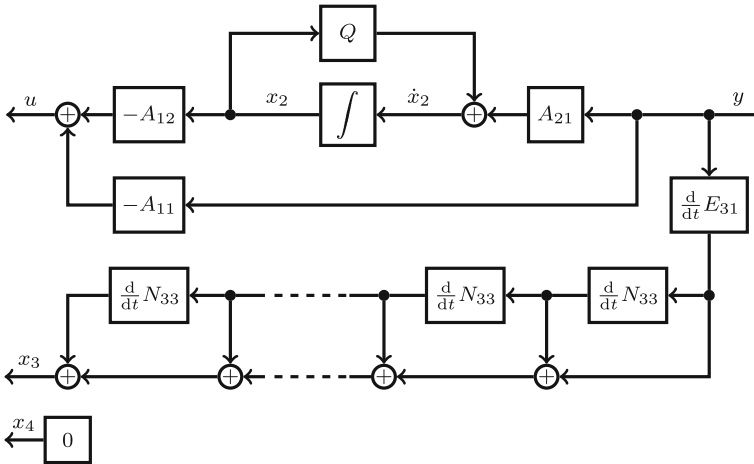 Q
u
+
−A₁₂
x₂
∫
ẋ₂
+
A₂₁
y
−A₁₁
d/dt E₃₁
d/dt N₃₃
d/dt N₃₃
d/dt N₃₃
x₃
+
+
+
+
x₄
0